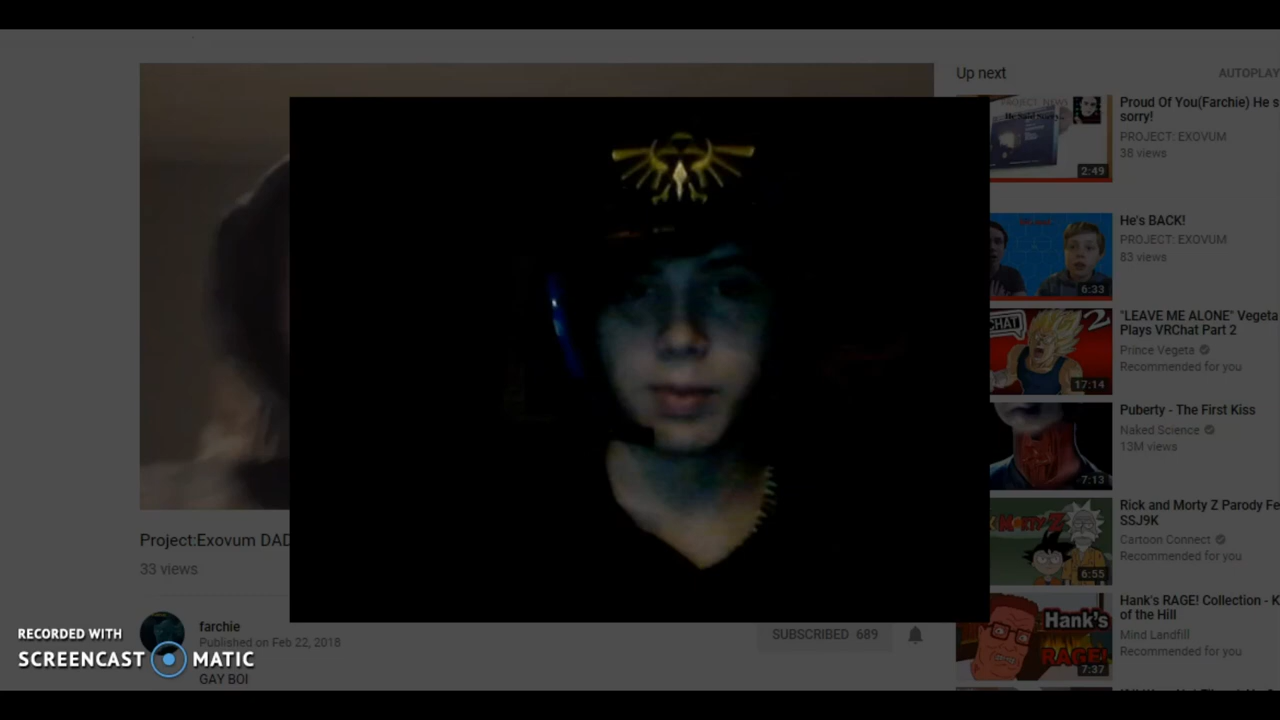 Up next
AUTOPLAY
Proud Of You(Farchie) He s
sorry!
PROJECT: EXOVUM
38 views
2:49
He's BACK!
PROJECT: EXOVUM
83 views
6:33
"LEAVE ME ALONE" Vegeta
Plays VRChat Part 2
Prince Vegeta
Recommended for you
CHAT
2
17:14
Puberty - The First Kiss
Naked Science
13M views
7:13
Rick and Morty Z Parody Fe
SSJ9K
Cartoon Connect
Recommended for you
6:55
Hank's RAGE! Collection - K
of the Hill
Mind Landfill
Recommended for you
Hank's
RAGE!
7:37
Project:Exovum DAD
33 views
farchie
Published on Feb 22, 2018
SUBSCRIBED 689
GAY BOI
RECORDED WITH
SCREENCAST MATIC